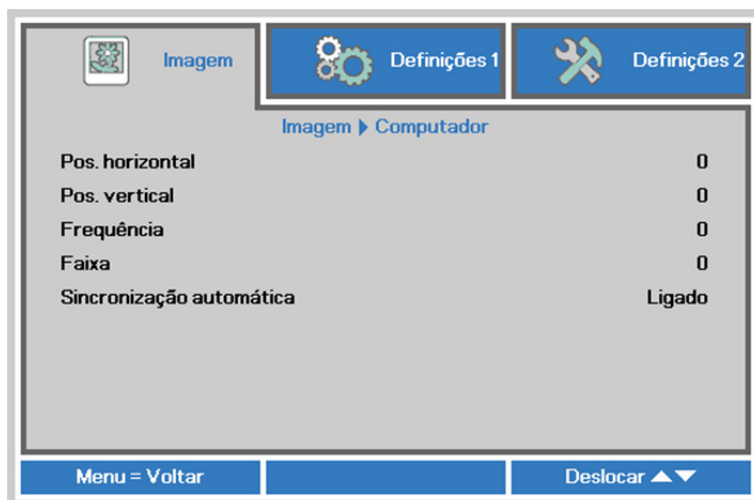 Imagem Definições 1 Definições 2
Imagem ▶ Computador
Pos. horizontal 0
Pos. vertical 0
Frequência 0
Faixa 0
Sincronização automática Ligado
Menu = Voltar Deslocar ▲▼